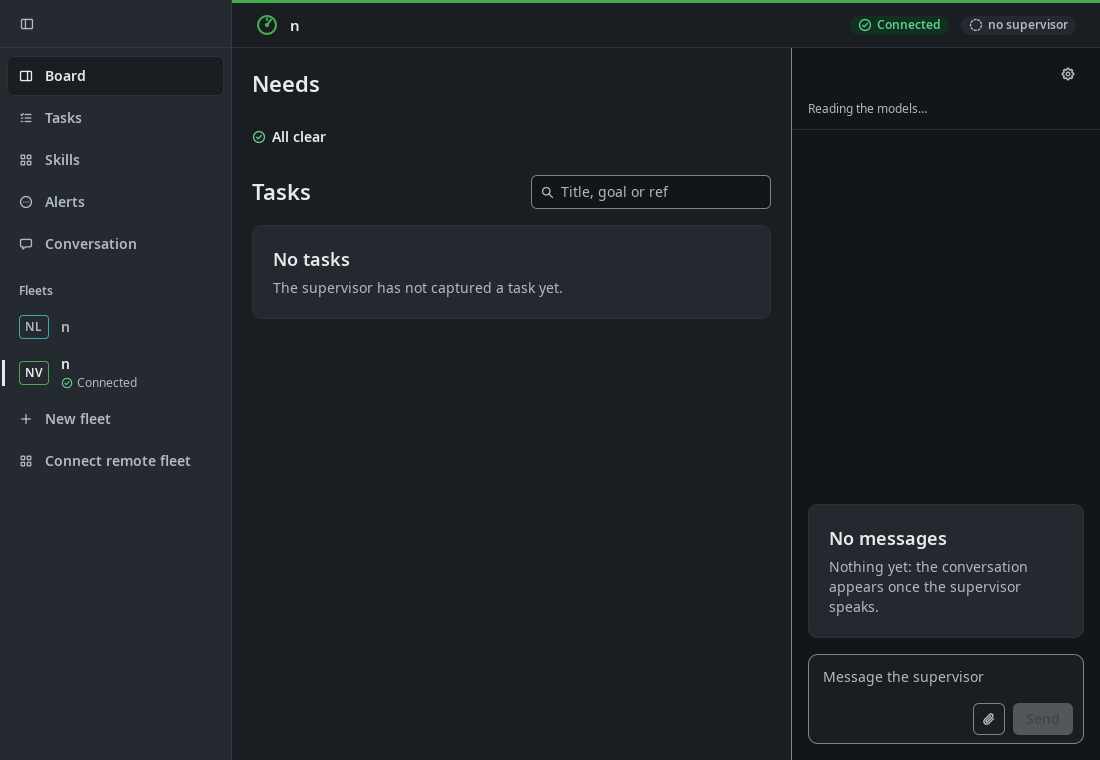 n
Connected
no supervisor
Board
Tasks
Skills
Alerts
Conversation
Fleets
NL n
NV n
Connected
New fleet
Connect remote fleet
Needs
All clear
Tasks
Title, goal or ref
No tasks
The supervisor has not captured a task yet.
Reading the models...
No messages
Nothing yet: the conversation
appears once the supervisor
speaks.
Message the supervisor
Send